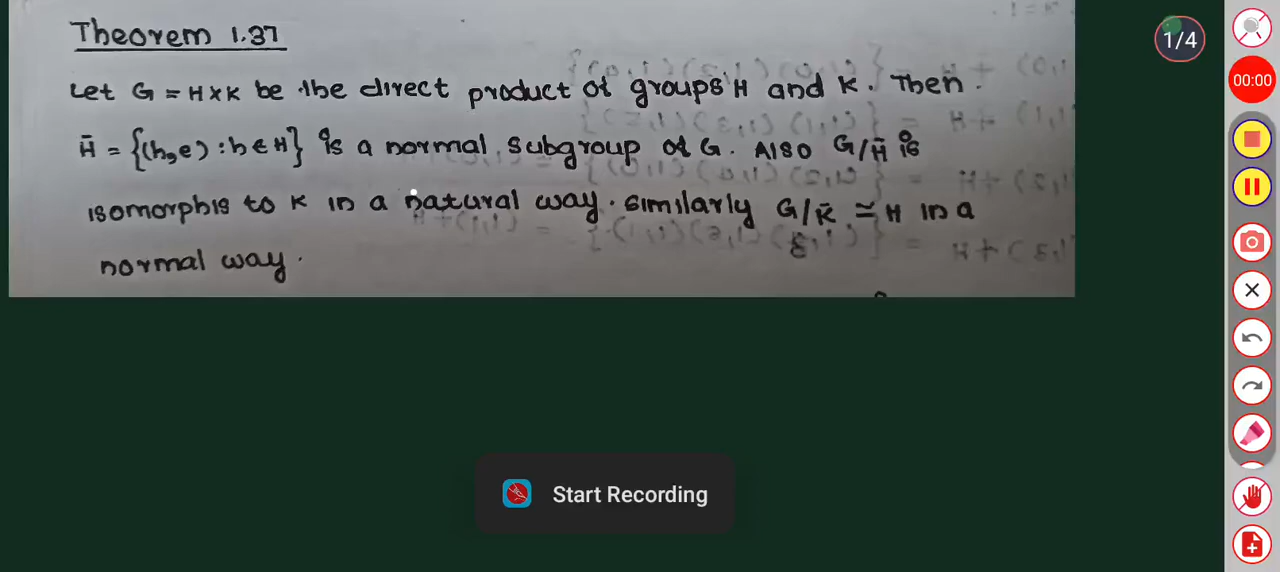 Theorem 1.37
Let G = H×K be the direct product of groups H and K. Then
H̄ = {(h,e) : h ∈ H} is a normal subgroup of G. Also G/H̄ is
isomorphis to K in a natural way. Similarly G/K̄ ≃ H in a
normal way.
1/4
00:00
Start Recording